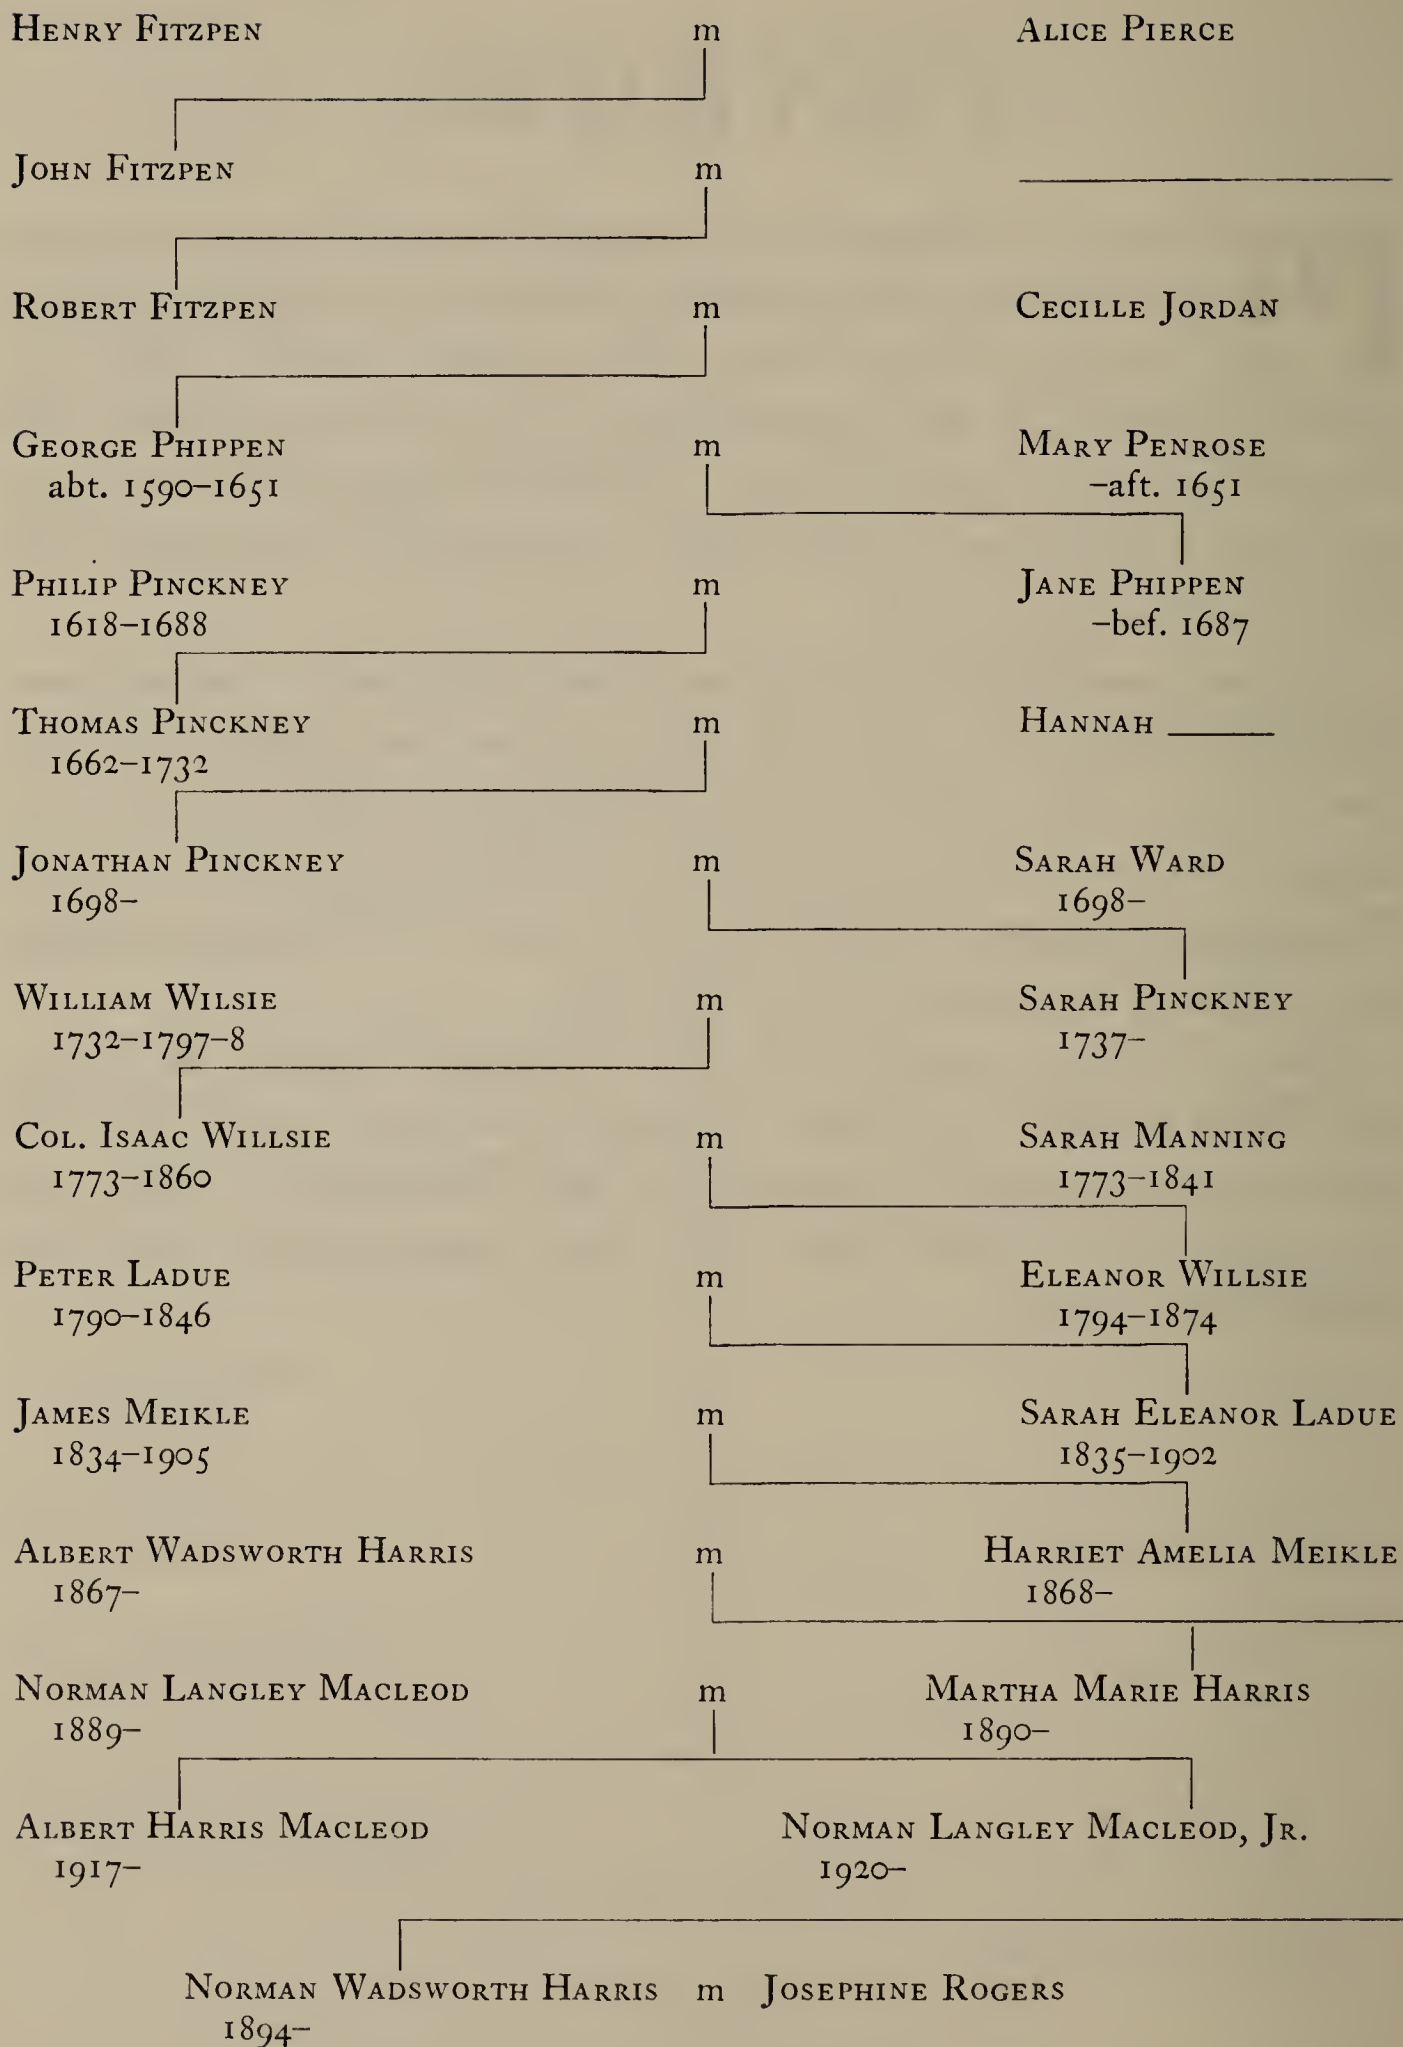 Henry Fitzpen m Alice Pierce
John Fitzpen m
Robert Fitzpen m Cecille Jordan
George Phippen m Mary Penrose
abt. 1590–1651 –aft. 1651
Philip Pinckney m Jane Phippen
1618–1688 –bef. 1687
Thomas Pinckney m Hannah
1662–1732
Jonathan Pinckney m Sarah Ward
1698– 1698–
William Wilsie m Sarah Pinckney
1732–1797–8 1737–
Col. Isaac Willsie m Sarah Manning
1773–1860 1773–1841
Peter Ladue m Eleanor Willsie
1790–1846 1794–1874
James Meikle m Sarah Eleanor Ladue
1834–1905 1835–1902
Albert Wadsworth Harris m Harriet Amelia Meikle
1867– 1868–
Norman Langley Macleod m Martha Marie Harris
1889– 1890–
Albert Harris Macleod Norman Langley Macleod, Jr.
1917– 1920–
Norman Wadsworth Harris m Josephine Rogers
1894–